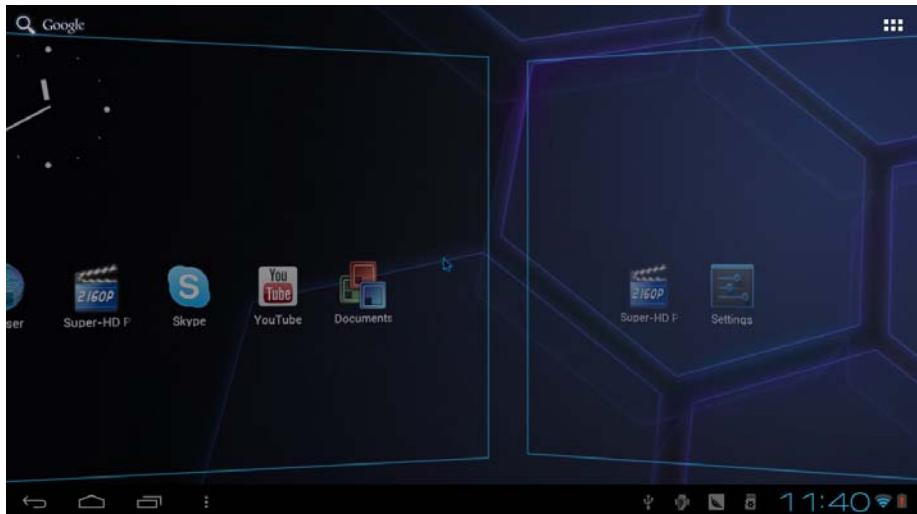 Google
2160P
2160P
You
Tube
ser
Super-HD P
Skype
YouTube
Documents
Super-HD P
Settings
11:40